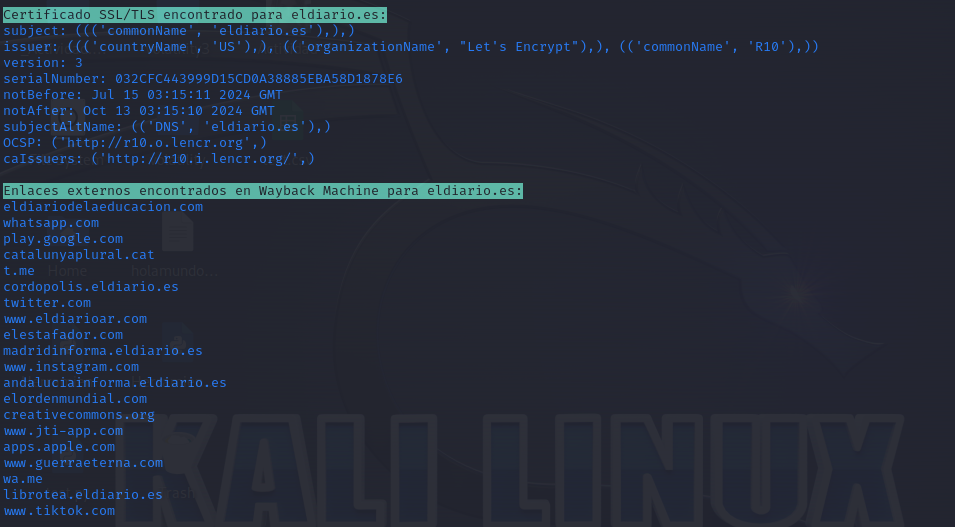 Certificado SSL/TLS encontrado para eldiario.es:
subject: ((('commonName', 'eldiario.es'),),)
issuer: ((('countryName', 'US'),), (('organizationName', "Let's Encrypt"),), (('commonName', 'R10'),))
version: 3
serialNumber: 032CFC443999D15CD0A38885EBA58D1878E6
notBefore: Jul 15 03:15:11 2024 GMT
notAfter: Oct 13 03:15:10 2024 GMT
subjectAltName: (('DNS', 'eldiario.es'),)
OCSP: ('http://r10.o.lencr.org',)
caIssuers: ('http://r10.i.lencr.org/',)
Enlaces externos encontrados en Wayback Machine para eldiario.es:
eldiariodelaeducacion.com
whatsapp.com
play.google.com
catalunyaplural.cat
t.me
Home
holamundo...
cordopolis.eldiario.es
twitter.com
www.eldiarioar.com
elestafador.com
madridinforma.eldiario.es
www.instagram.com
andaluciainforma.eldiario.es
elordenmundial.com
creativecommons.org
www.jti-app.com
apps.apple.com
www.guerraeterna.com
wa.me
librotea.eldiario.es
www.tiktok.com
KALI LINUX